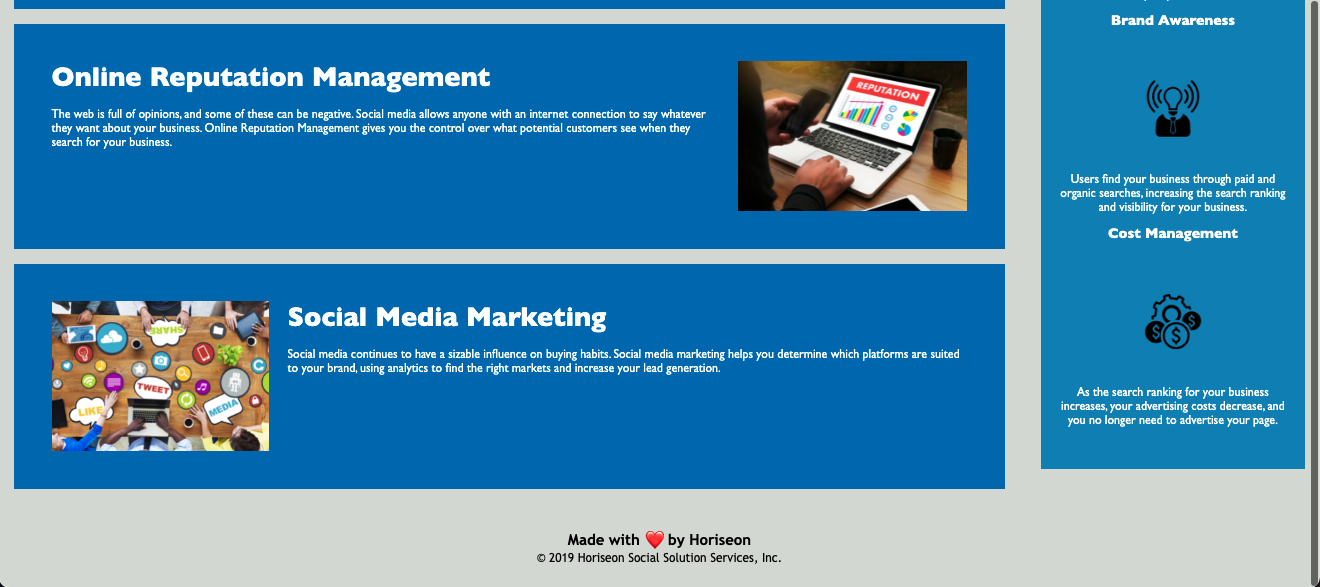 Online Reputation Management
The web is full of opinions, and some of these can be negative. Social media allows anyone with an internet connection to say whatever
they want about your business. Online Reputation Management gives you the control over what potential customers see when they
search for your business.
REPUTATION
SHARE
TWEET
LIKE
MEDIA
Social Media Marketing
Social media continues to have a sizable influence on buying habits. Social media marketing helps you determine which platforms are suited
to your brand, using analytics to find the right markets and increase your lead generation.
Brand Awareness
Users find your business through paid and
organic searches, increasing the search ranking
and visibility for your business.
Cost Management
$
$
$
As the search ranking for your business
increases, your advertising costs decrease, and
you no longer need to advertise your page.
Made with ❤️ by Horiseon
© 2019 Horiseon Social Solution Services, Inc.